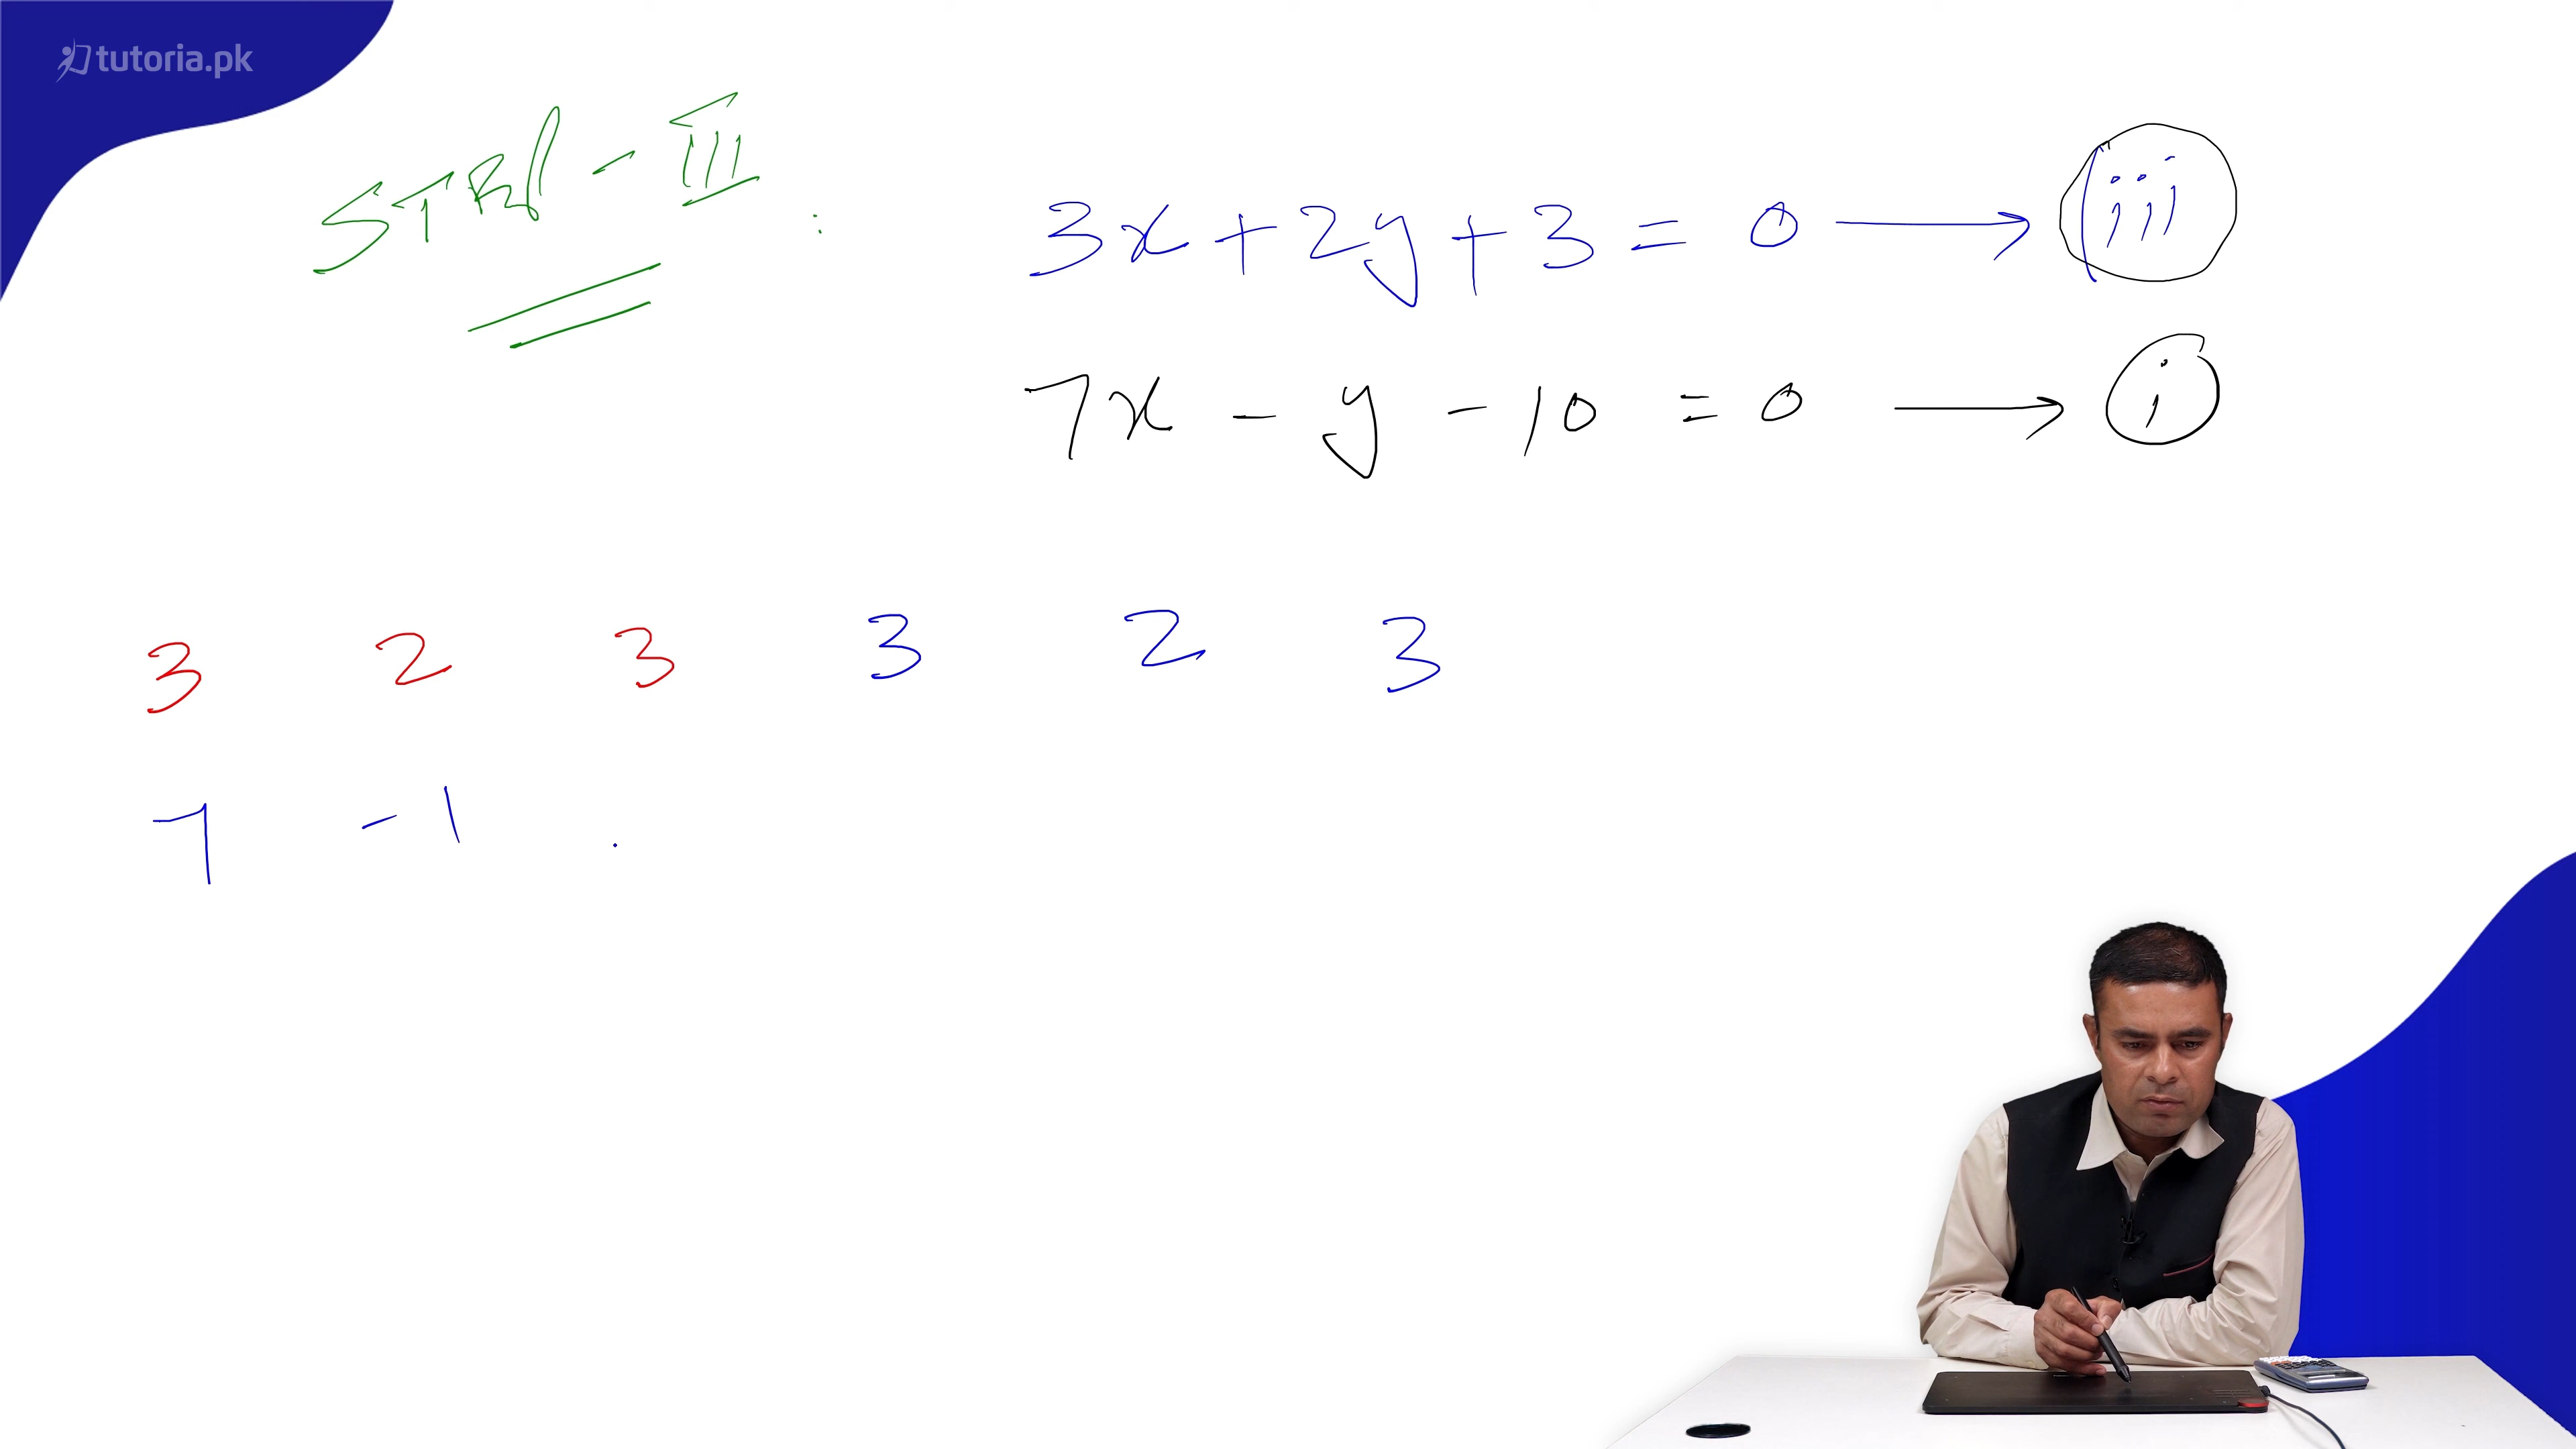 tutoria.pk
STEP - III :
3x + 2y + 3 = 0 → (iii)
7x - y - 10 = 0 → (i)
3 2 3 3 2 3
7 -1 .